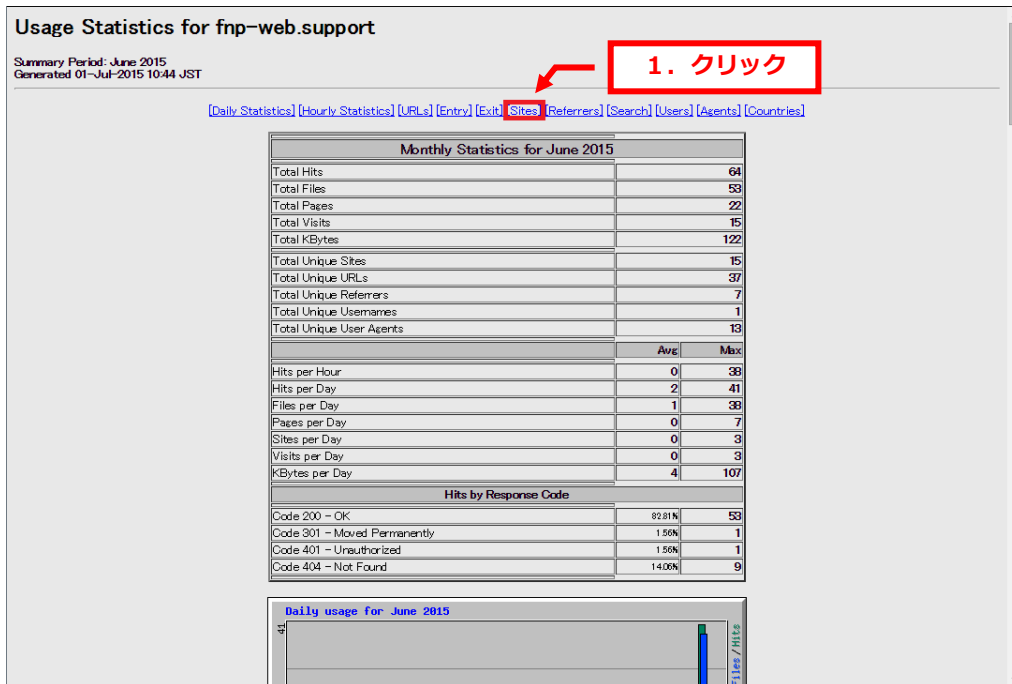 Usage Statistics for fnp-web.support
Summary Period: June 2015
Generated 01-Jul-2015 10:44 JST
1. クリック
[Daily Statistics] [Hourly Statistics] [URLs] [Entry] [Exit] [Sites] [Referrers] [Search] [Users] [Agents] [Countries]
Monthly Statistics for June 2015
Total Hits 64
Total Files 53
Total Pages 22
Total Visits 15
Total KBytes 122
Total Unique Sites 15
Total Unique URLs 37
Total Unique Referrers 7
Total Unique Usernames 1
Total Unique User Agents 13
Avg Max
Hits per Hour 0 38
Hits per Day 2 41
Files per Day 1 38
Pages per Day 0 7
Sites per Day 0 3
Visits per Day 0 3
KBytes per Day 4 107
Hits by Response Code
Code 200 - OK 82.81% 53
Code 301 - Moved Permanently 1.56% 1
Code 401 - Unauthorized 1.56% 1
Code 404 - Not Found 14.06% 9
Daily usage for June 2015
41
Files/Hits